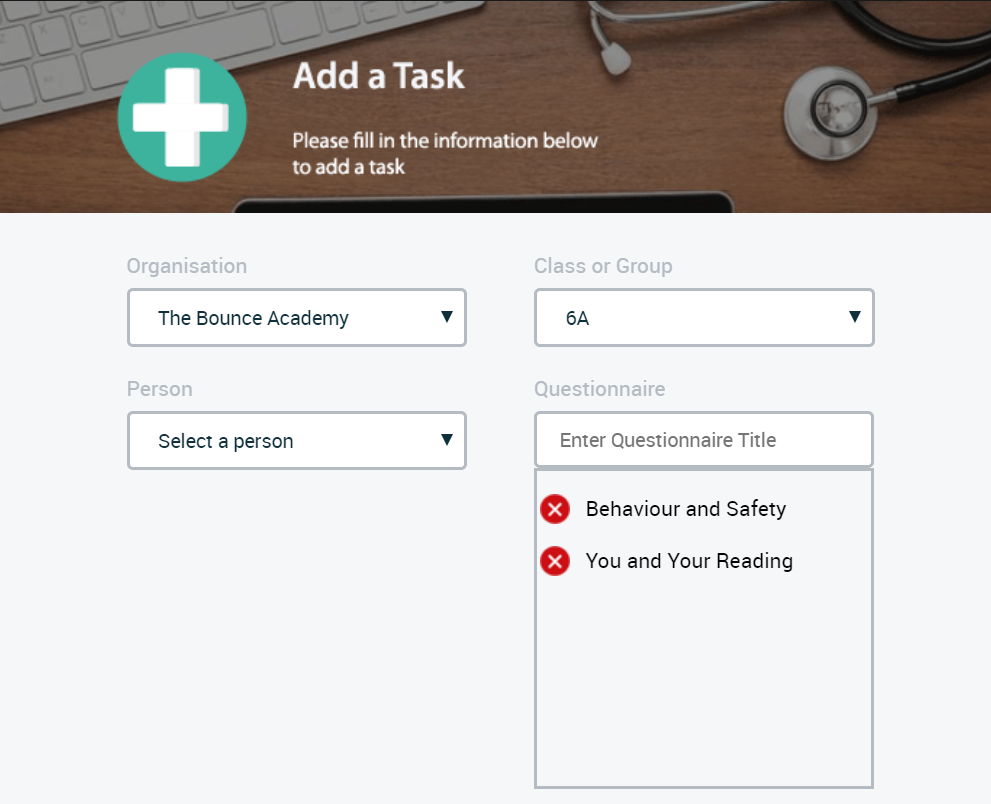 Add a Task
Please fill in the information below
to add a task
Organisation
Class or Group
The Bounce Academy
6A
Person
Questionnaire
Select a person
Enter Questionnaire Title
Behaviour and Safety
You and Your Reading